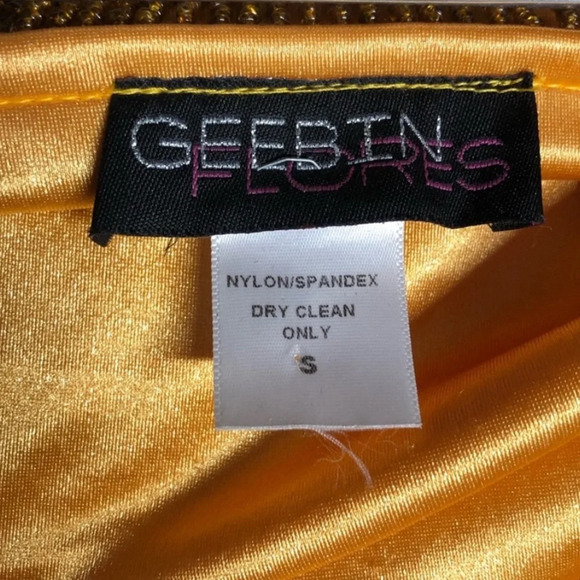 GEEBIN
FLORES
NYLON/SPANDEX
DRY CLEAN
ONLY
S